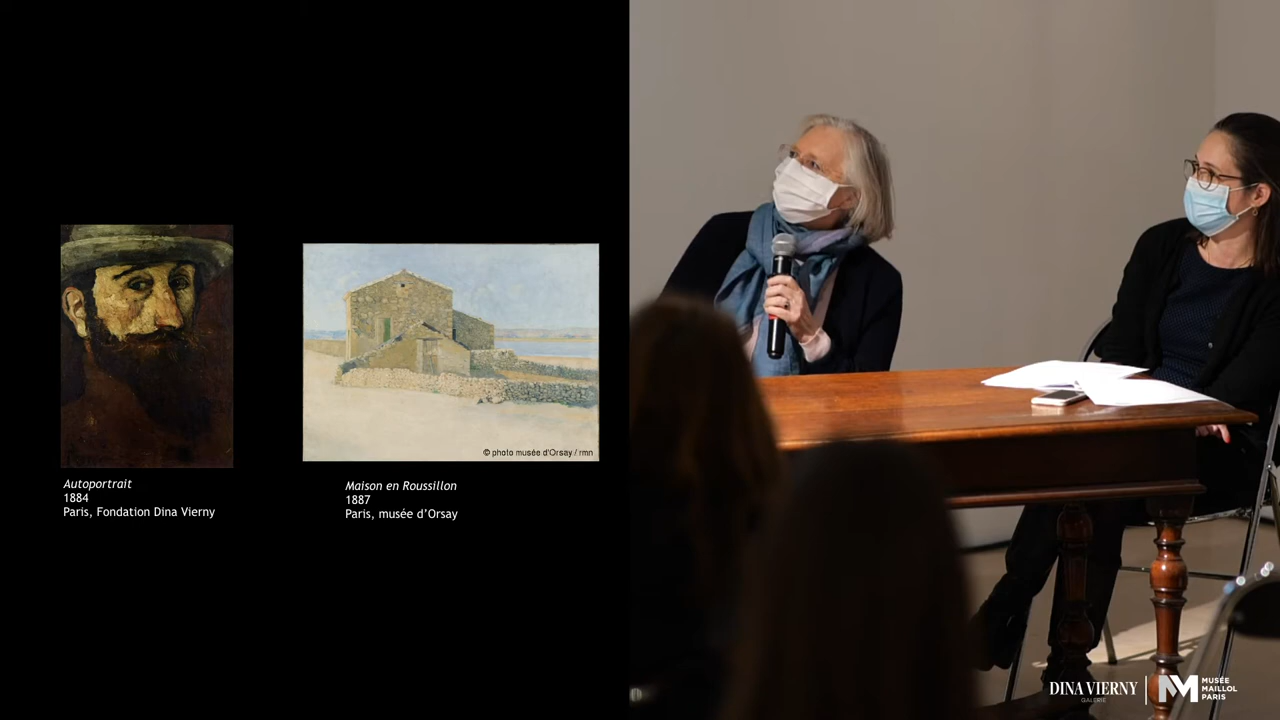 © photo musée d'Orsay / rmn
Autoportrait
1884
Paris, Fondation Dina Vierny
Maison en Roussillon
1887
Paris, musée d'Orsay
DINA VIERNY
GALERIE
MUSÉE
MAILLOL
PARIS